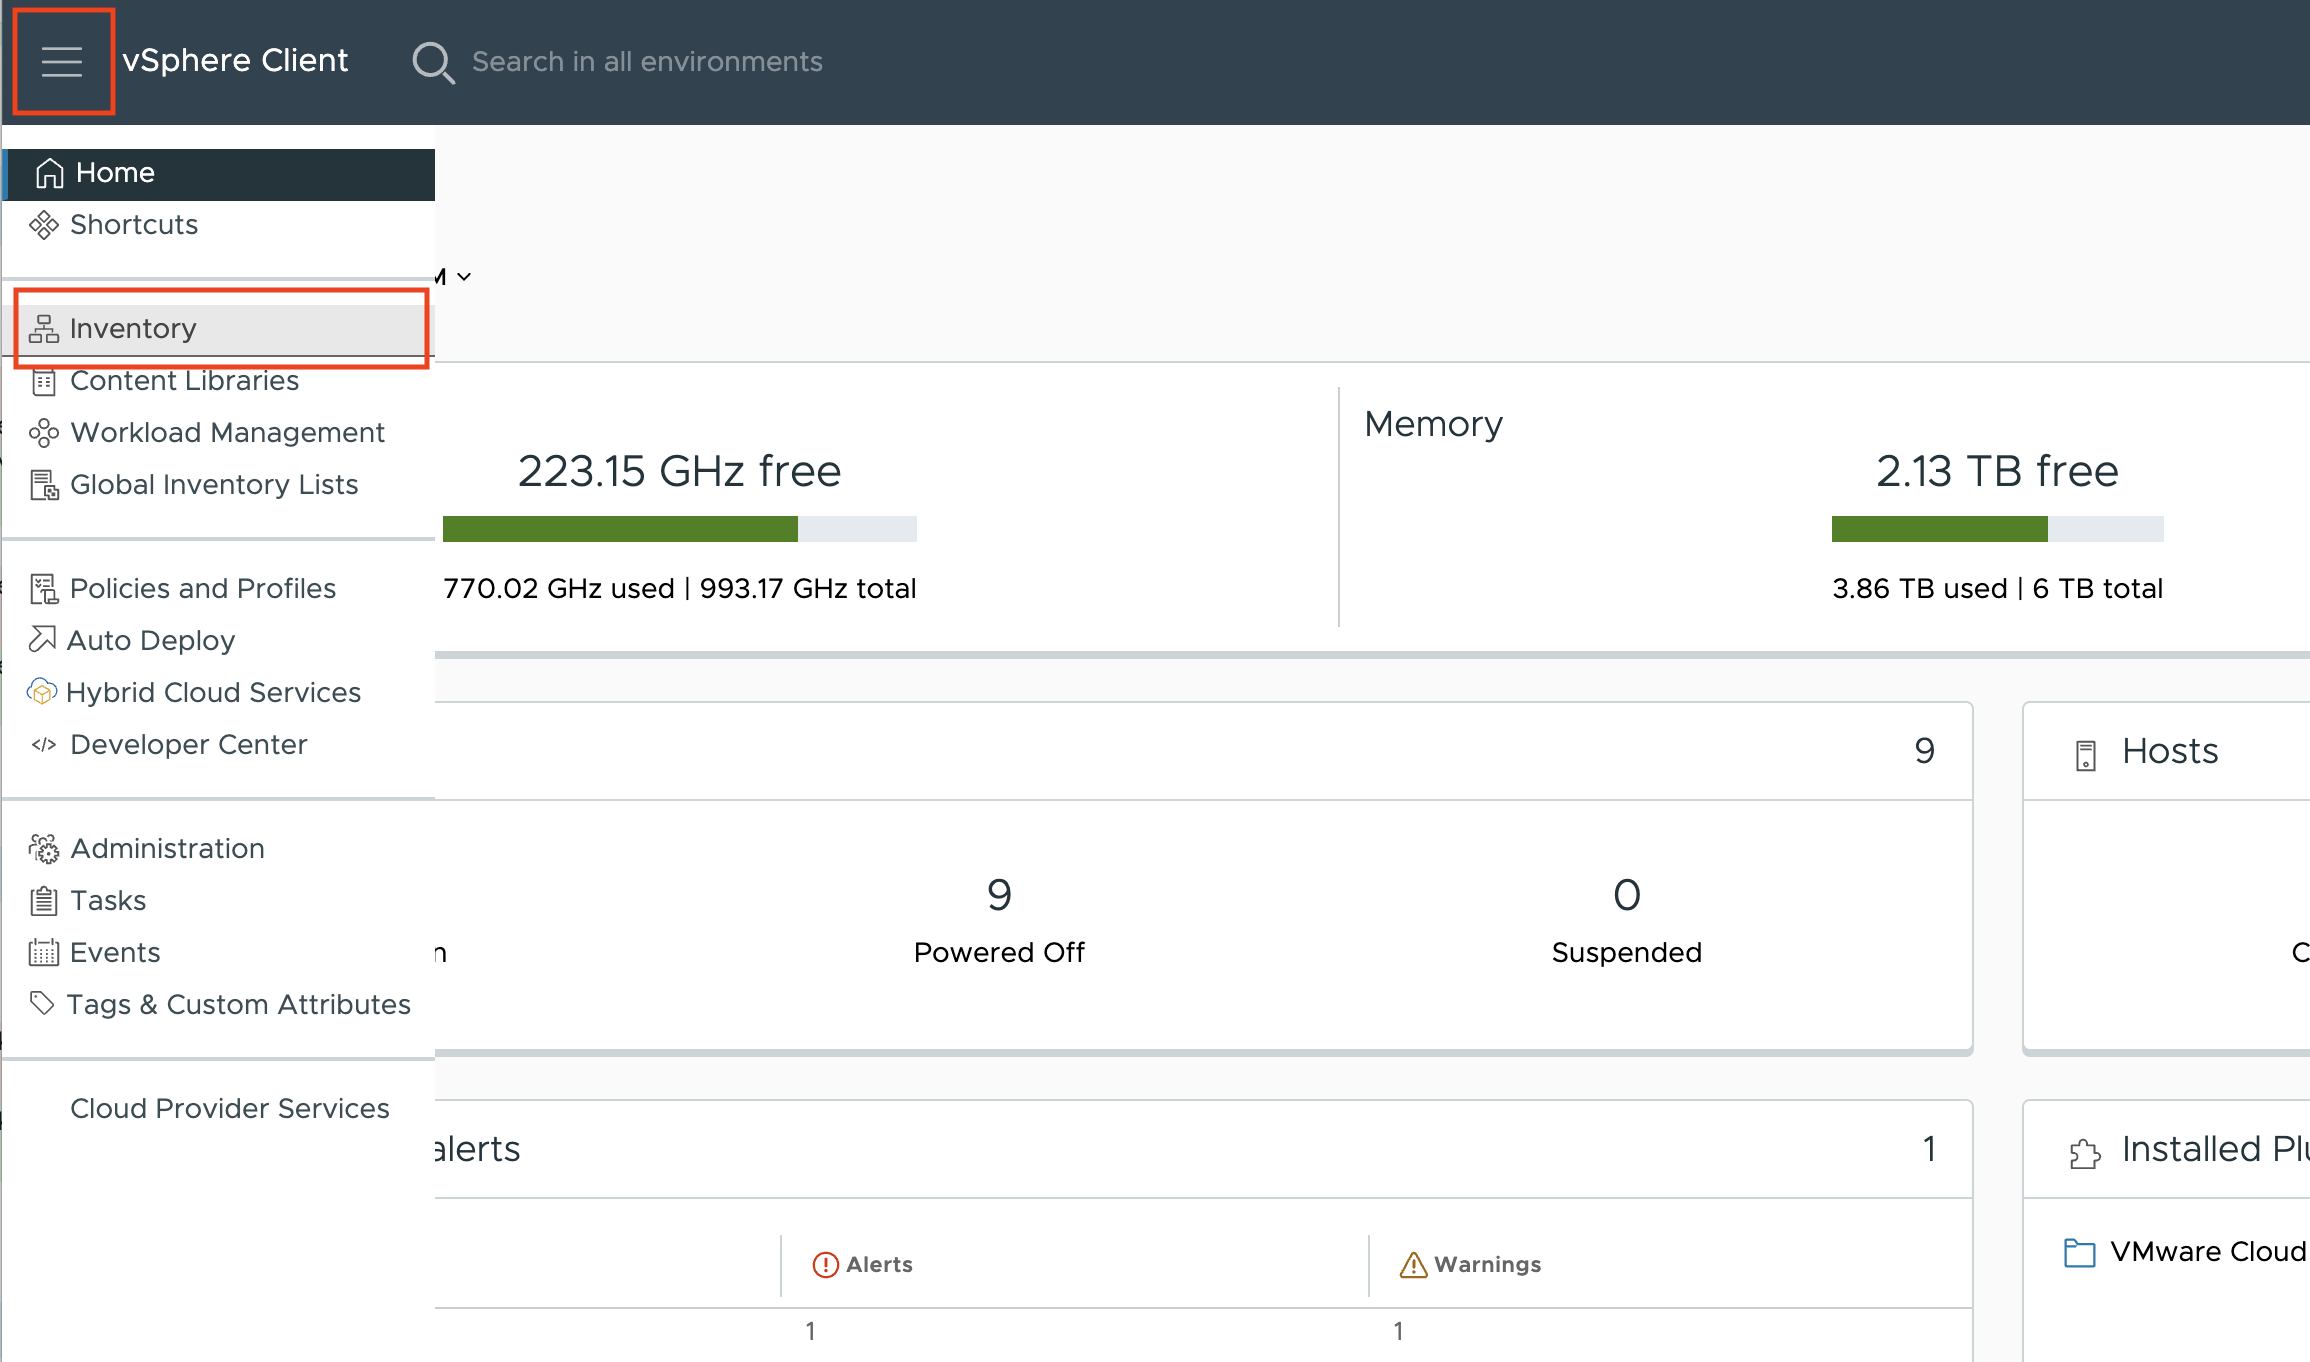 vSphere Client
Search in all environments
Home
Shortcuts
Inventory
Content Libraries
Workload Management
Global Inventory Lists
Policies and Profiles
Auto Deploy
Hybrid Cloud Services
Developer Center
Administration
Tasks
Events
Tags & Custom Attributes
Cloud Provider Services
223.15 GHz free
770.02 GHz used | 993.17 GHz total
Memory
2.13 TB free
3.86 TB used | 6 TB total
9
9
Powered Off
0
Suspended
Hosts
alerts
1
Alerts
Warnings
1
1
Installed
VMware Cloud